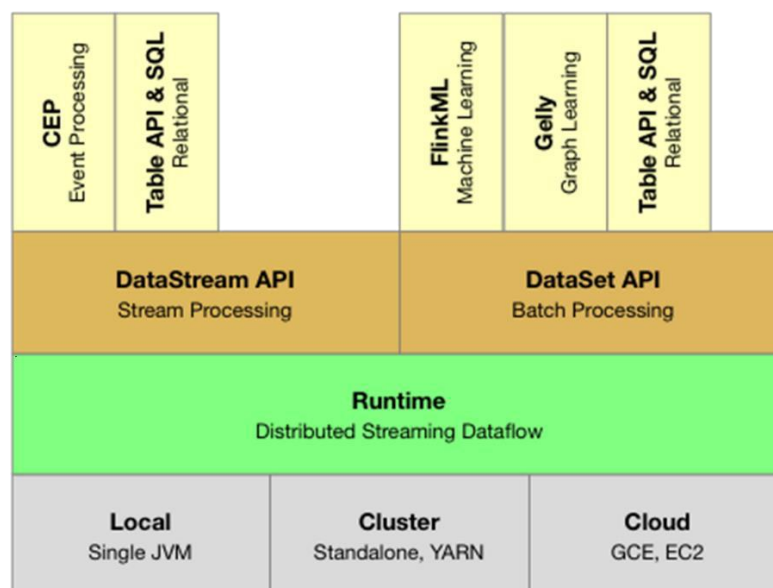 CEP
Event Processing
Table API & SQL
Relational
FlinkML
Machine Learning
Gelly
Graph Learning
Table API & SQL
Relational
DataStream API
Stream Processing
DataSet API
Batch Processing
Runtime
Distributed Streaming Dataflow
Local
Single JVM
Cluster
Standalone, YARN
Cloud
GCE, EC2